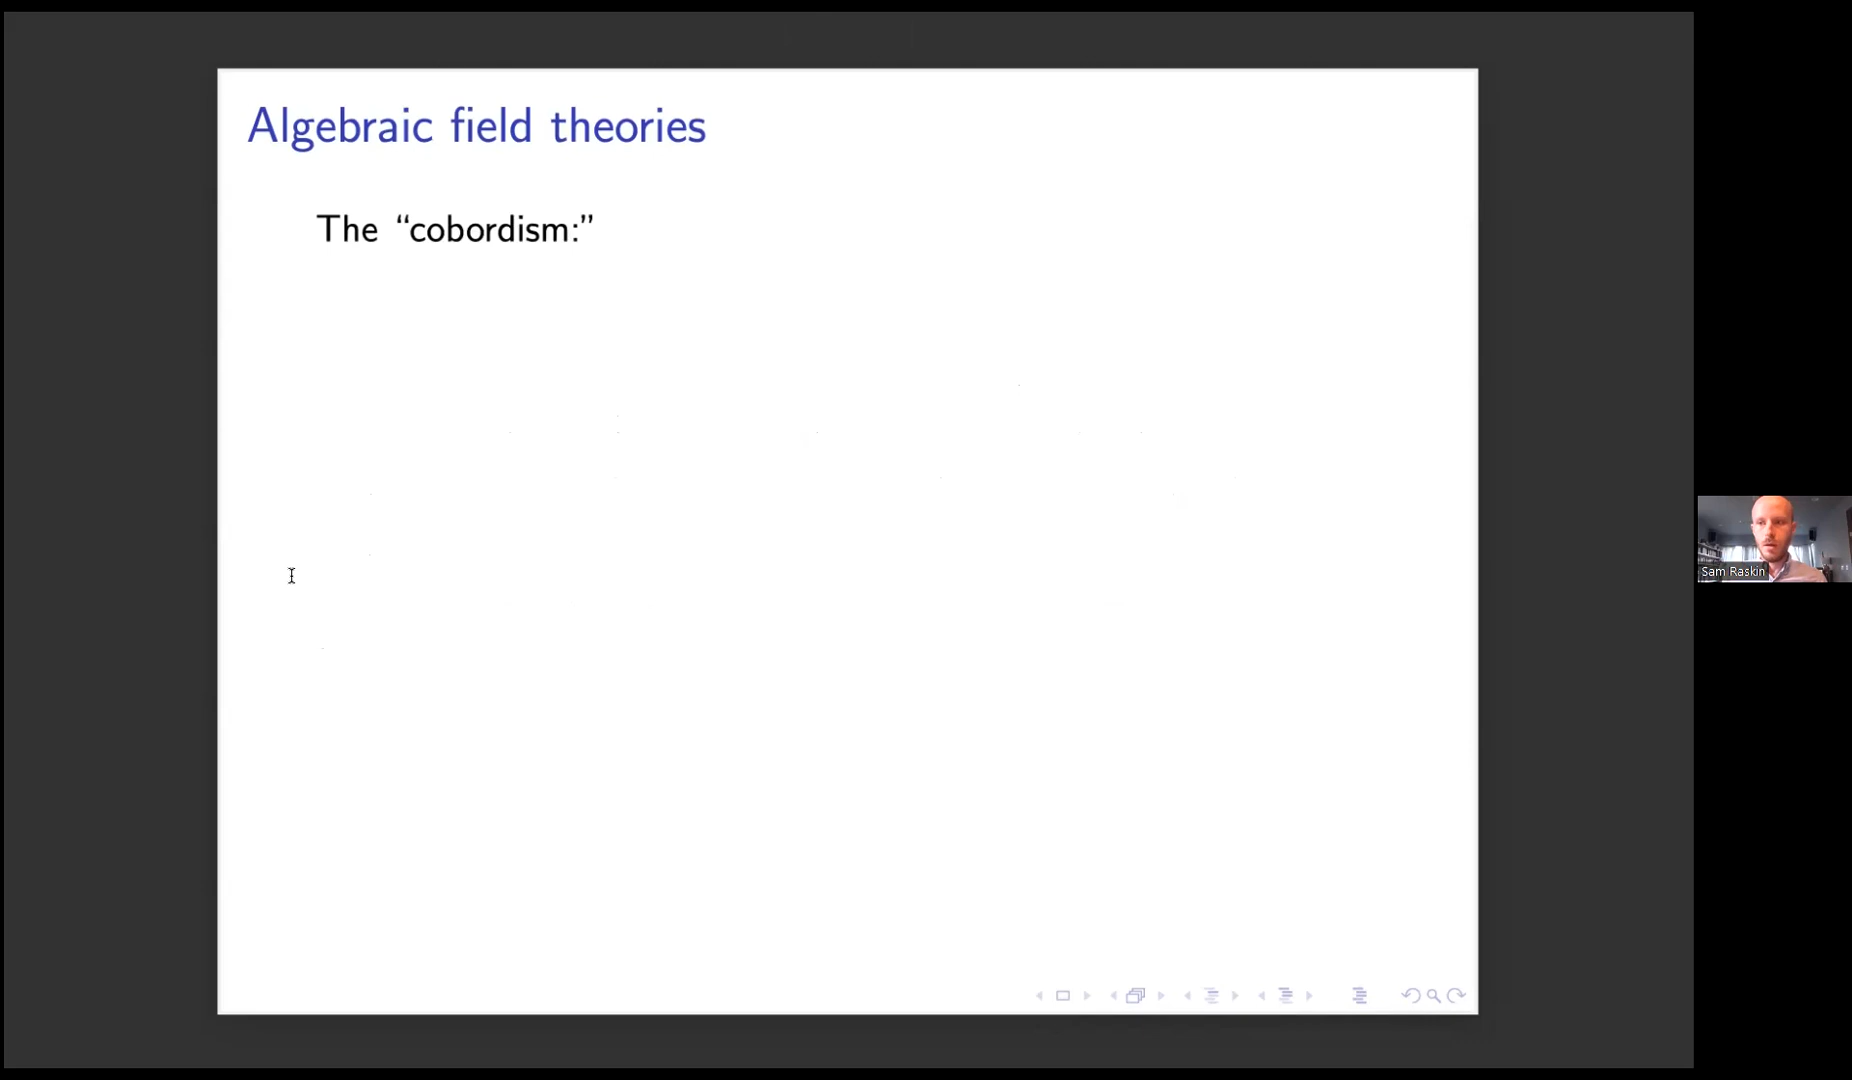 Algebraic field theories
The “cobordism:”
Sam Raskin